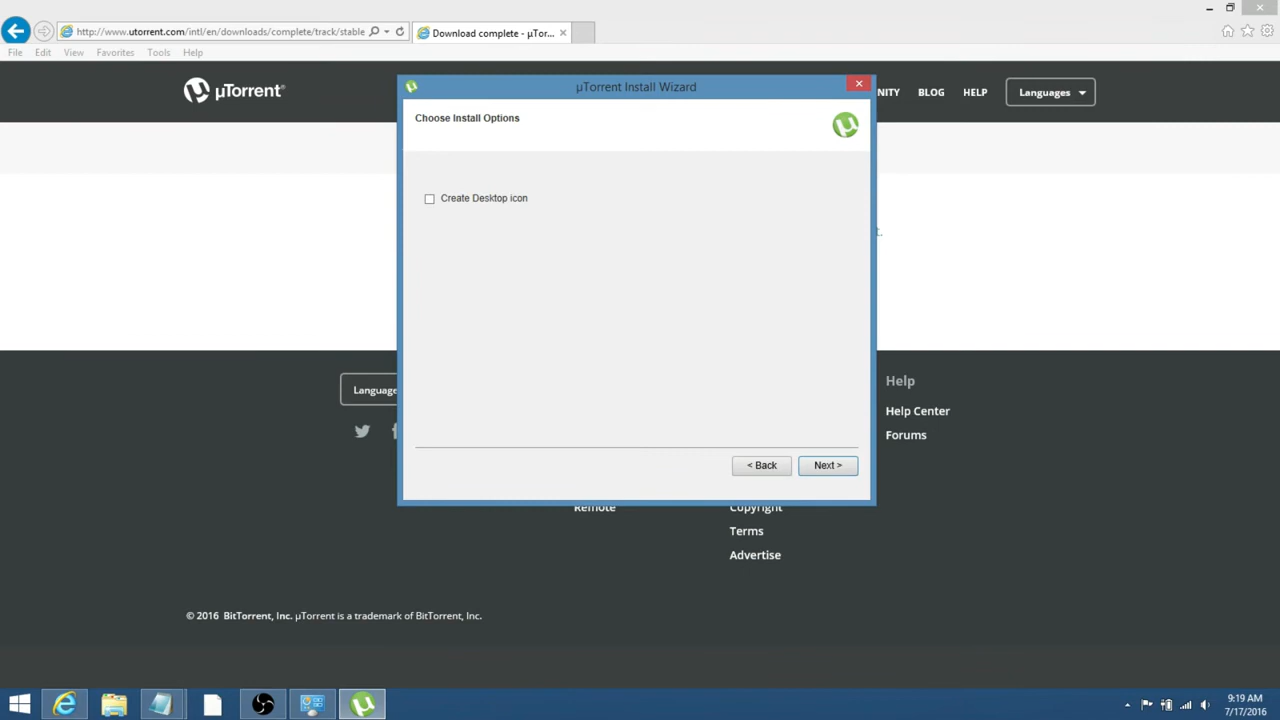 http://www.utorrent.com/intl/en/downloads/complete/track/stable
Download complete - µTor...
File Edit View Favorites Tools Help
µTorrent®
NITY BLOG HELP Languages
µTorrent Install Wizard
Choose Install Options
Create Desktop icon
t.
Help
Language
Help Center
Forums
< Back Next >
Remote Copyright
Terms
Advertise
© 2016 BitTorrent, Inc. µTorrent is a trademark of BitTorrent, Inc.
9:19 AM
7/17/2016